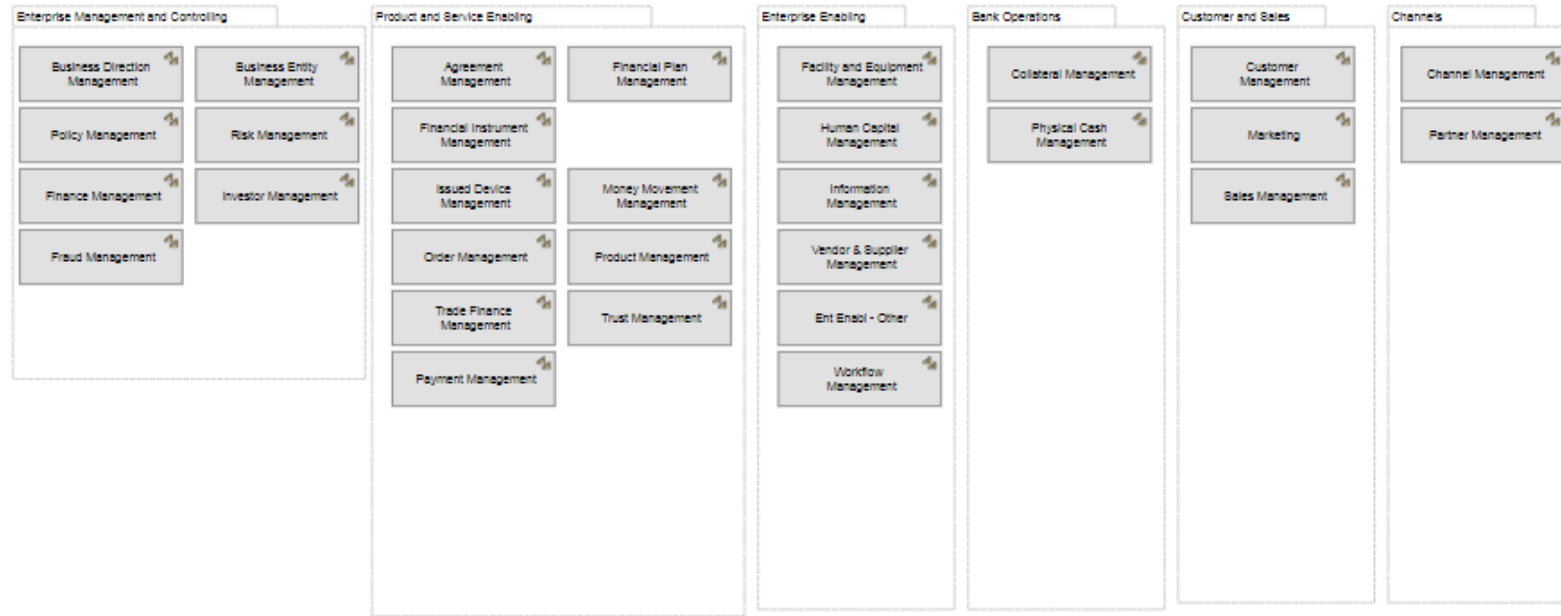 Enterprise Management and Controlling
Business Direction
Management
Business Entity
Management
Policy Management
Risk Management
Finance Management
Investor Management
Fraud Management
Product and Service Enabling
Agreement
Management
Financial Plan
Management
Financial Instrument
Management
Issued Device
Management
Money Movement
Management
Order Management
Product Management
Trade Finance
Management
Trust Management
Payment Management
Enterprise Enabling
Facility and Equipment
Management
Human Capital
Management
Information
Management
Vendor & Supplier
Management
Ent Enabl - Other
Workflow
Management
Bank Operations
Collateral Management
Physical Cash
Management
Customer and Sales
Customer
Management
Marketing
Sales Management
Channels
Channel Management
Partner Management